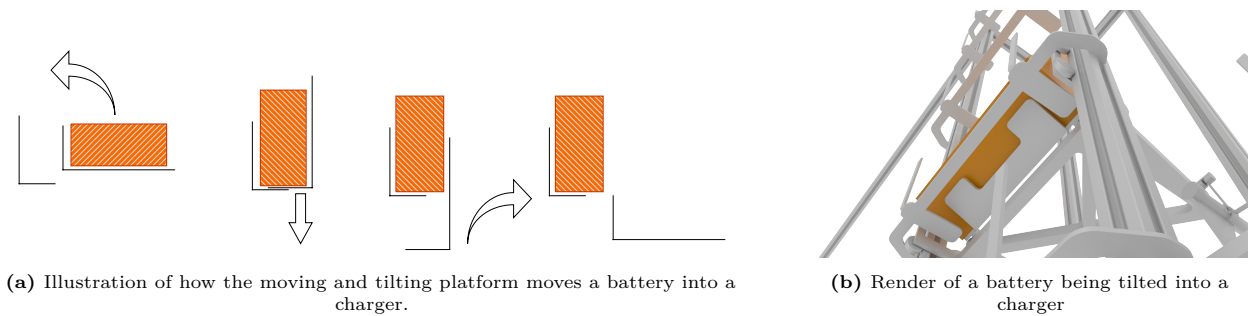 (a) Illustration of how the moving and tilting platform moves a battery into a
charger.
(b) Render of a battery being tilted into a
charger